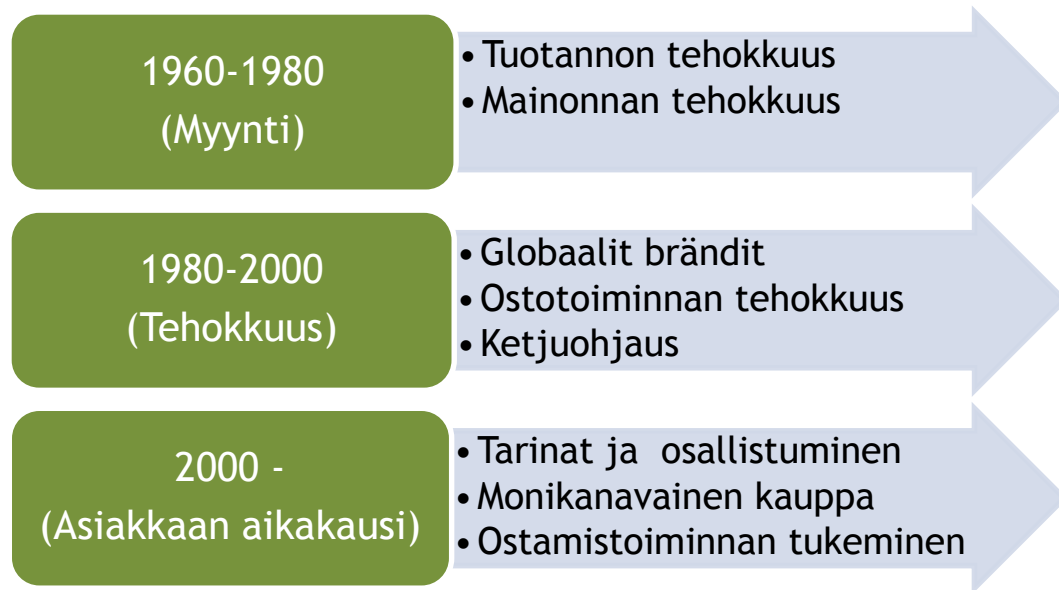 1960-1980
(Myynti)
• Tuotannon tehokkuus
• Mainonnan tehokkuus
1980-2000
(Tehokkuus)
• Globaalit brändit
• Ostotoiminnan tehokkuus
• Ketjuohjaus
2000 -
(Asiakkaan aikakausi)
• Tarinat ja osallistuminen
• Monikanavainen kauppa
• Ostamistoiminnan tukeminen